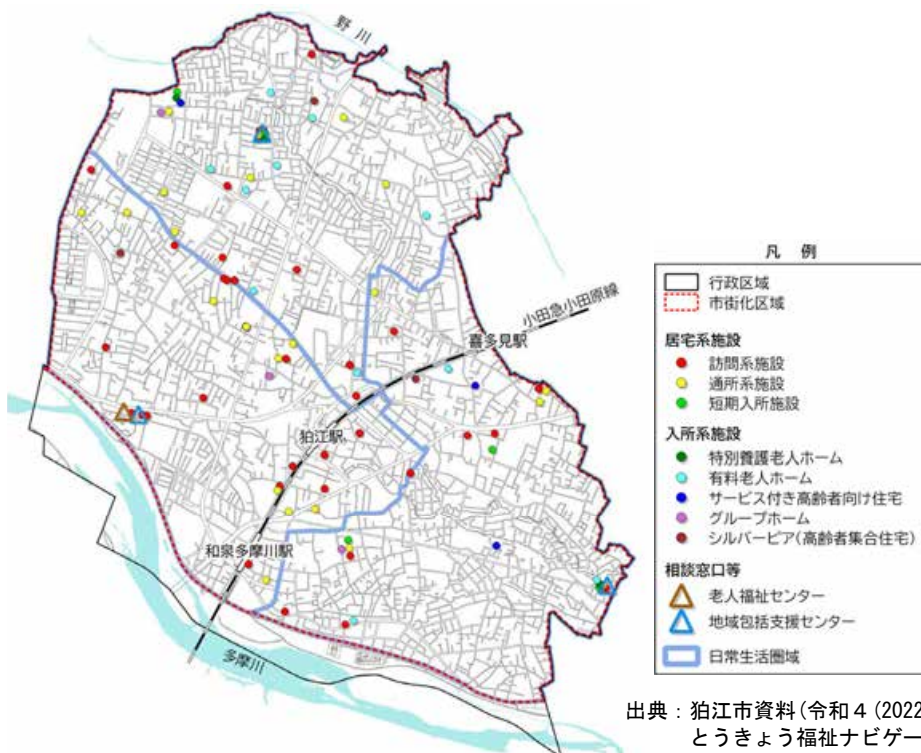 野川
小田急小田原線
喜多見駅
狛江駅
和泉多摩川駅
多摩川
凡 例
行政区域
市街化区域
居宅系施設
訪問系施設
通所系施設
短期入所施設
入所系施設
特別養護老人ホーム
有料老人ホーム
サービス付き高齢者向け住宅
グループホーム
シルバーピア(高齢者集合住宅)
相談窓口等
老人福祉センター
地域包括支援センター
日常生活圏域
出典：狛江市資料(令和４(2022
とうきょう福祉ナビゲー